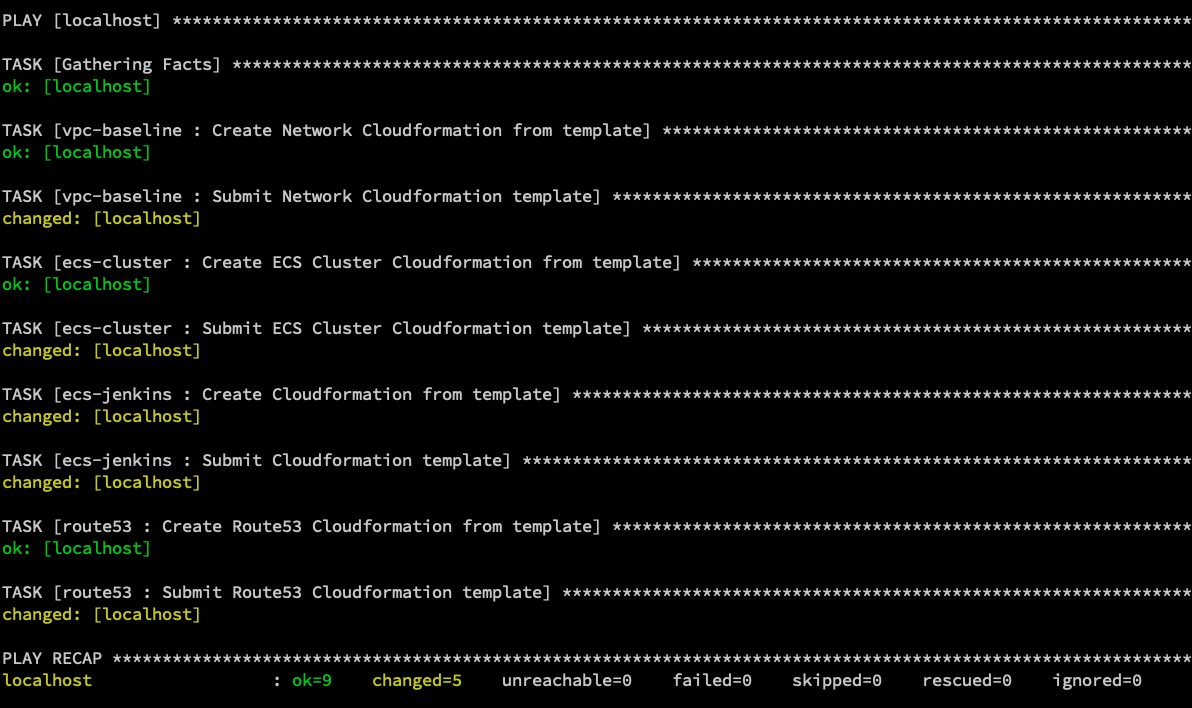 PLAY [localhost] ******************************************************************************************************
TASK [Gathering Facts] ************************************************************************************************
ok: [localhost]
TASK [vpc-baseline : Create Network Cloudformation from template] *****************************************************
ok: [localhost]
TASK [vpc-baseline : Submit Network Cloudformation template] **********************************************************
changed: [localhost]
TASK [ecs-cluster : Create ECS Cluster Cloudformation from template] **************************************************
ok: [localhost]
TASK [ecs-cluster : Submit ECS Cluster Cloudformation template] *******************************************************
changed: [localhost]
TASK [ecs-jenkins : Create Cloudformation from template] **************************************************************
changed: [localhost]
TASK [ecs-jenkins : Submit Cloudformation template] *******************************************************************
changed: [localhost]
TASK [route53 : Create Route53 Cloudformation from template] **********************************************************
ok: [localhost]
TASK [route53 : Submit Route53 Cloudformation template] ***************************************************************
changed: [localhost]
PLAY RECAP ************************************************************************************************************
localhost                  : ok=9    changed=5    unreachable=0    failed=0    skipped=0    rescued=0    ignored=0